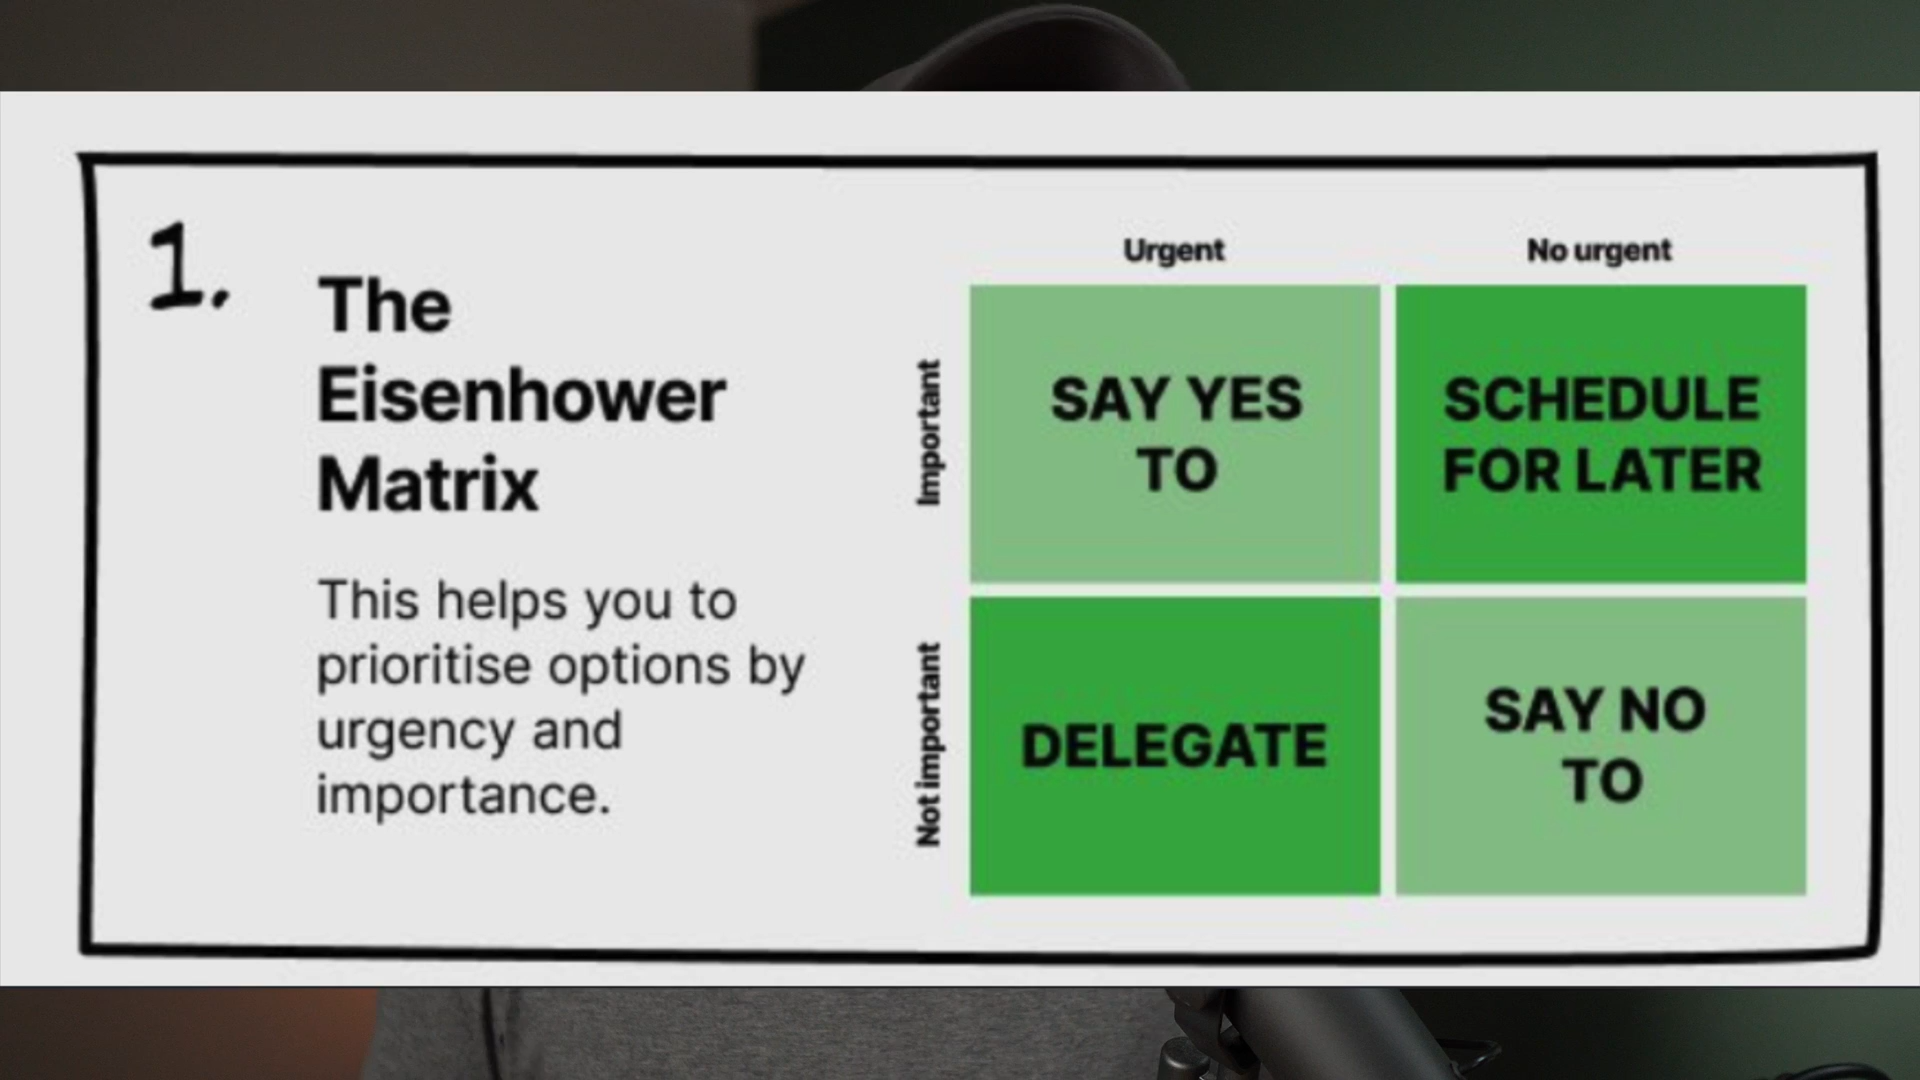 1.
The
Eisenhower
Matrix
This helps you to
prioritise options by
urgency and
importance.
Urgent
No urgent
Important
SAY YES
TO
SCHEDULE
FOR LATER
Not important
DELEGATE
SAY NO
TO